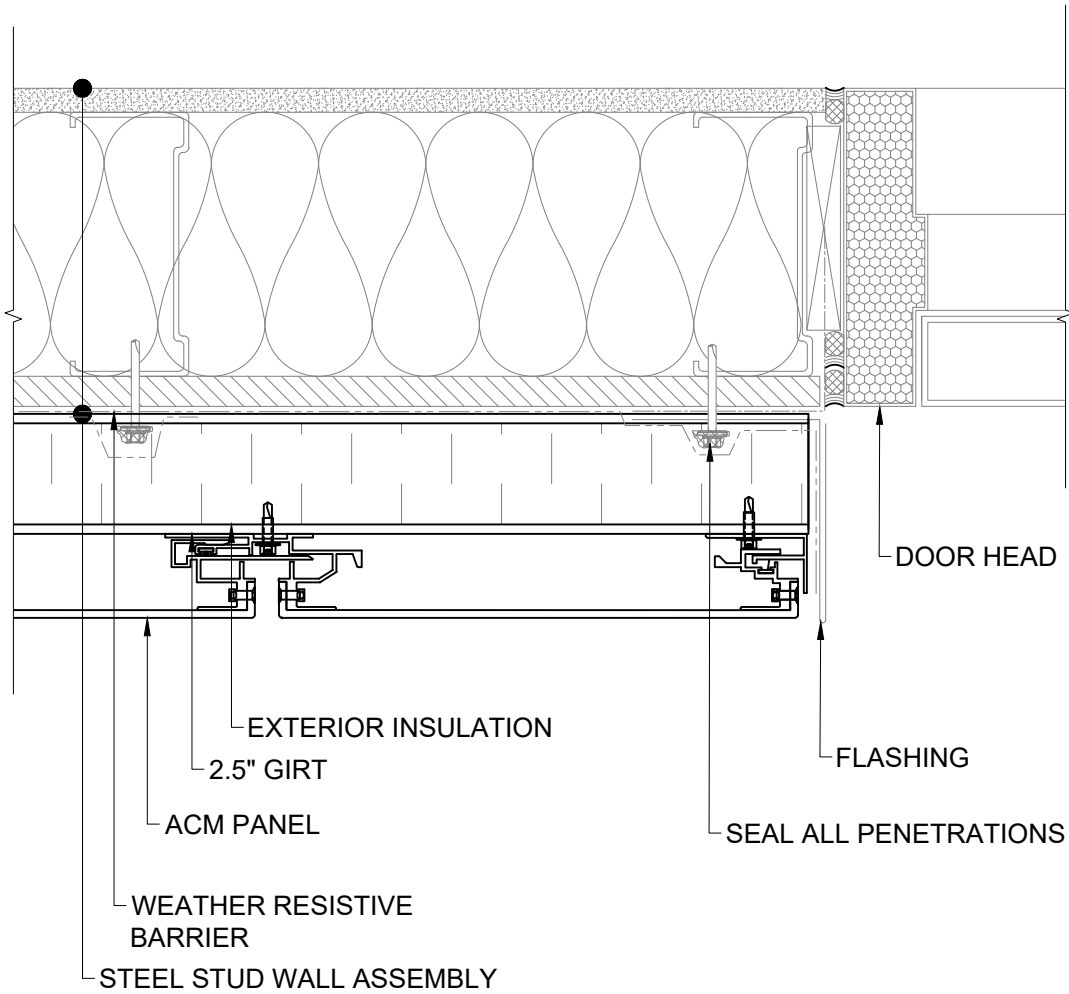 DOOR HEAD
EXTERIOR INSULATION
FLASHING
2.5" GIRT
ACM PANEL
SEAL ALL PENETRATIONS
WEATHER RESISTIVE
BARRIER
STEEL STUD WALL ASSEMBLY